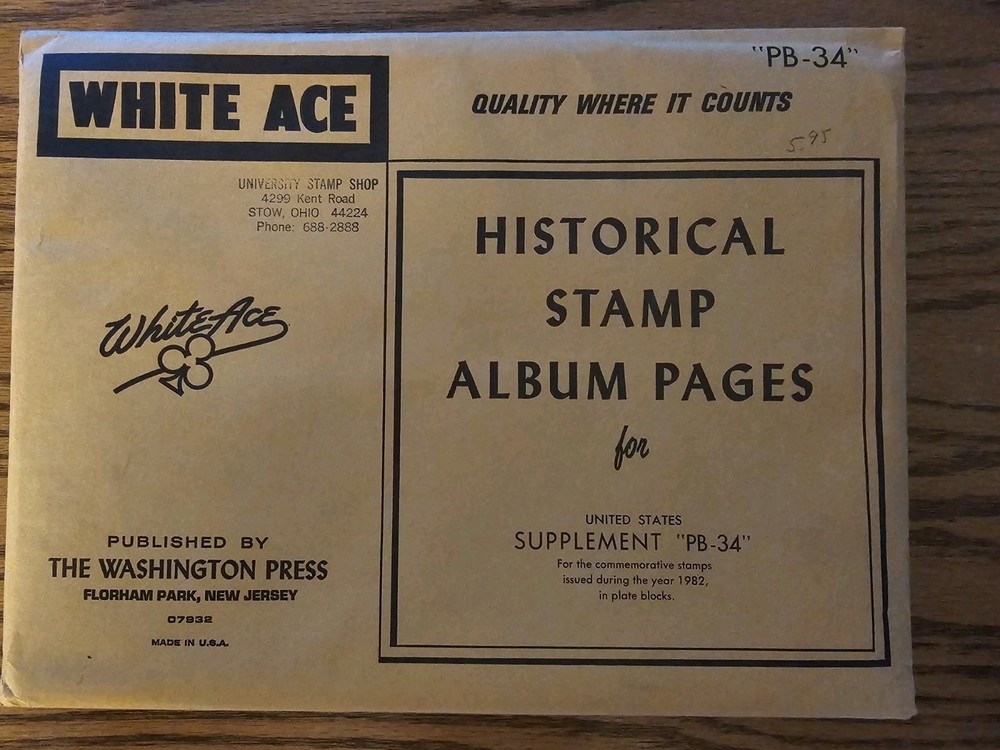 "PB-34"
WHITE ACE
QUALITY WHERE IT COUNTS
5.95
UNIVERSITY STAMP SHOP
4299 Kent Road
STOW, OHIO 44224
Phone: 688-2888
White Ace
PUBLISHED BY
THE WASHINGTON PRESS
FLORHAM PARK, NEW JERSEY
07932
MADE IN U.S.A.
HISTORICAL
STAMP
ALBUM PAGES
for
UNITED STATES
SUPPLEMENT "PB-34"
For the commemorative stamps
issued during the year 1982,
in plate blocks.